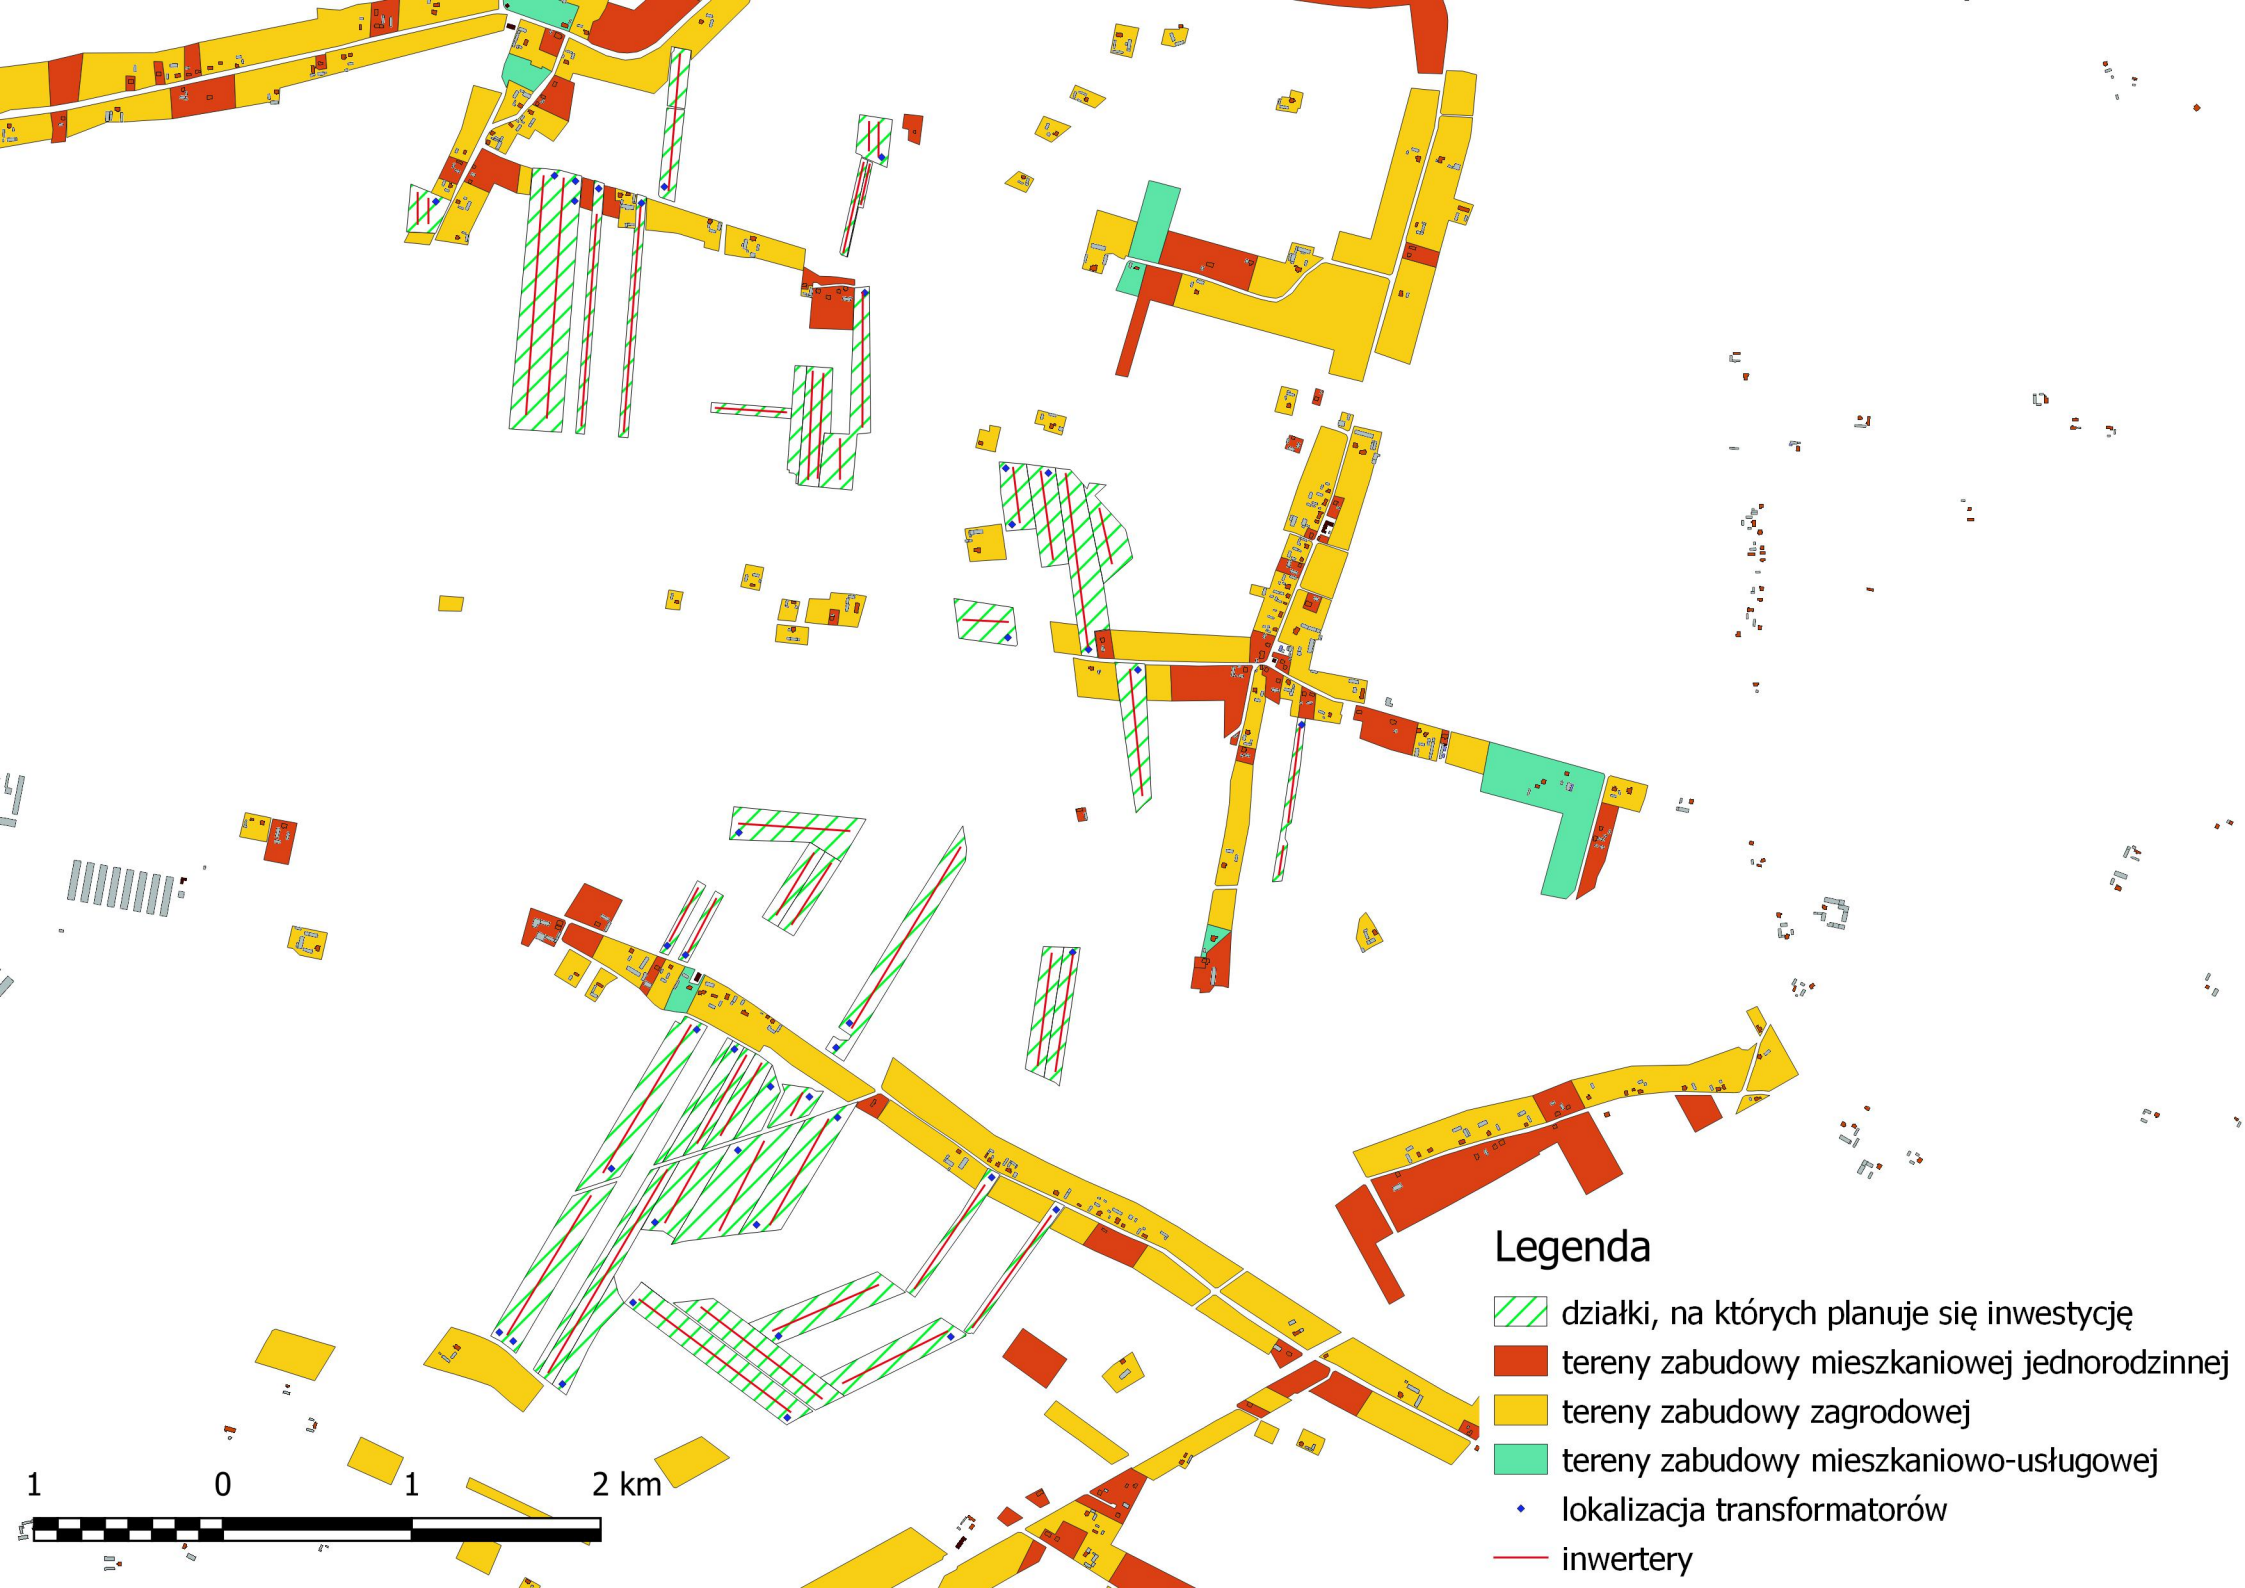 Legenda
działki, na których planuje się inwestycję
tereny zabudowy mieszkaniowej jednorodzinnej
tereny zabudowy zagrodowej
tereny zabudowy mieszkaniowo-usługowej
lokalizacja transformatorów
inwertery
1 0 1 2 km